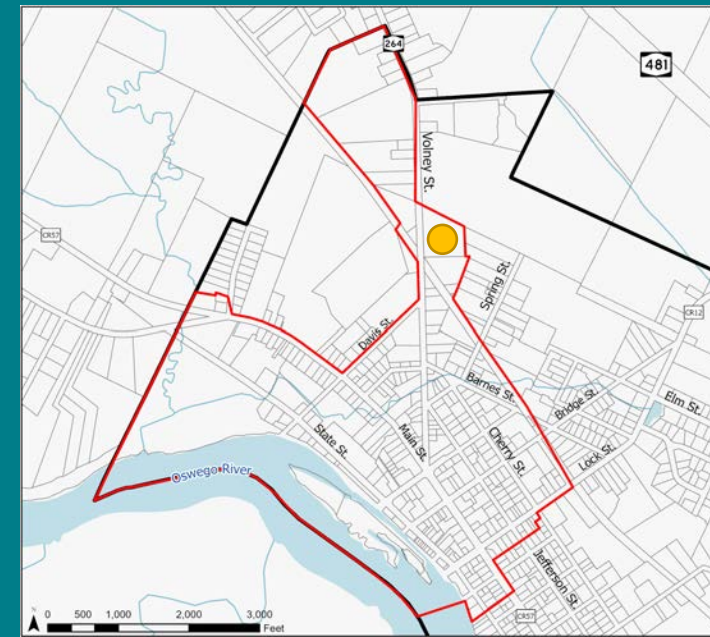 264
481
Volney St.
CR57
Spring St.
CR12
Davis St.
Barnes St.
Bridge St.
Elm St.
State St.
Main St.
Cherry St.
Lock St.
Oswego River
Jefferson St.
CR57
N
0 500 1,000 2,000 3,000
Feet